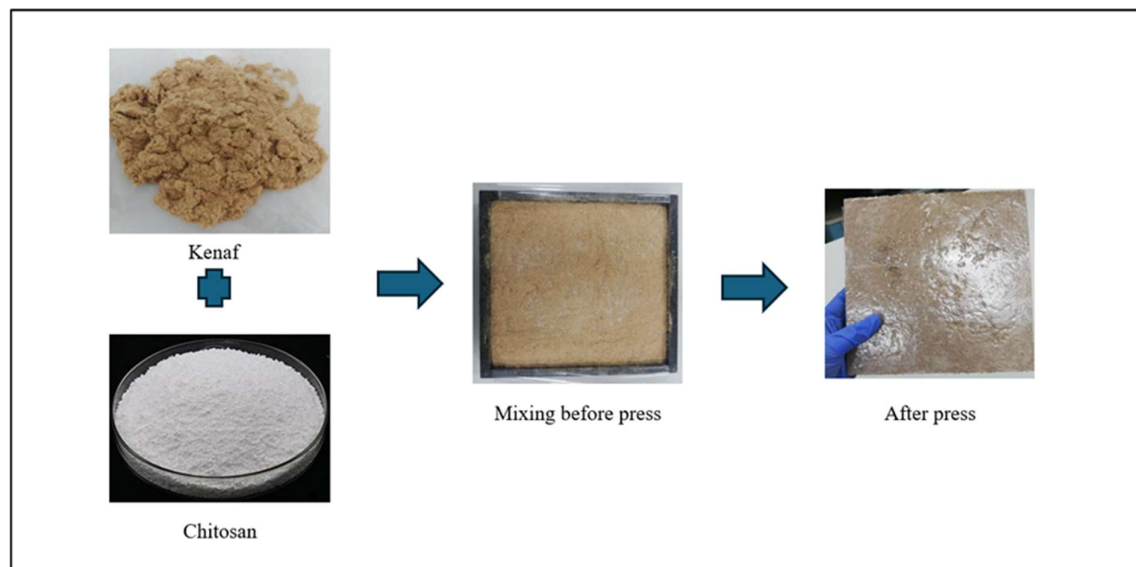 Kenaf
Chitosan
Mixing before press
After press